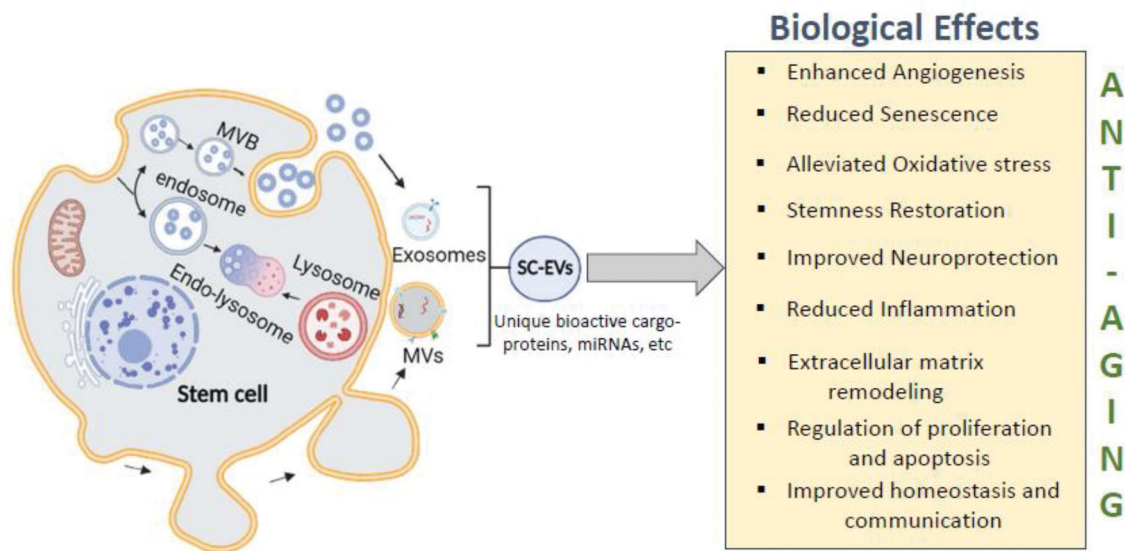 Biological Effects
MVB
endosome
Endo-lysosome
Lysosome
Stem cell
Exosomes
MVs
SC-EVs
Unique bioactive cargo-
proteins, miRNAs, etc
▪ Enhanced Angiogenesis
▪ Reduced Senescence
▪ Alleviated Oxidative stress
▪ Stemness Restoration
▪ Improved Neuroprotection
▪ Reduced Inflammation
▪ Extracellular matrix
remodeling
▪ Regulation of proliferation
and apoptosis
▪ Improved homeostasis and
communication
ANTI-AGING